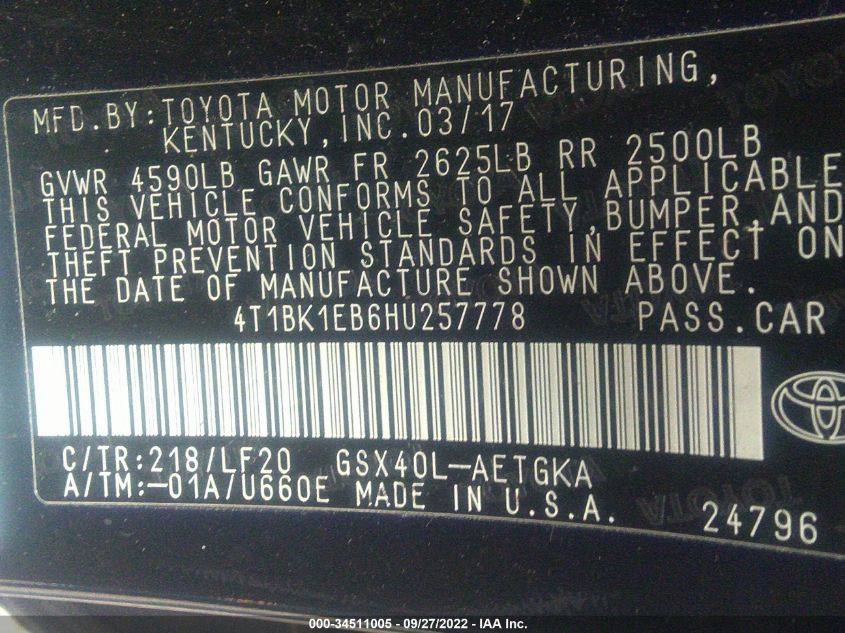 MFD.BY:TOYOTA MOTOR MANUFACTURING,
KENTUCKY,INC.03/17
GVWR 4590LB GAWR FR 2625LB RR 2500LB
THIS VEHICLE CONFORMS TO ALL APPLICABLE
FEDERAL MOTOR VEHICLE SAFETY,BUMPER,AND
THEFT PREVENTION STANDARDS IN EFFECT ON
THE DATE OF MANUFACTURE SHOWN ABOVE.
4T1BK1EB6HU257778 PASS.CAR
C/TR:218/LF20 GSX40L-AETGKA
A/TM:-01A/U660E MADE IN U.S.A.
24796
000-34511005 - 09/27/2022 - IAA Inc.